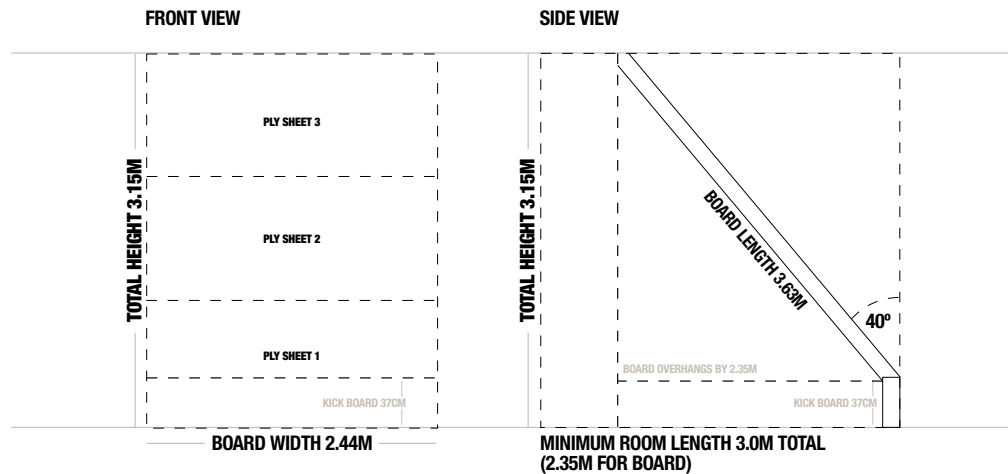 FRONT VIEW
SIDE VIEW
PLY SHEET 3
PLY SHEET 2
PLY SHEET 1
KICK BOARD 37CM
TOTAL HEIGHT 3.15M
BOARD WIDTH 2.44M
TOTAL HEIGHT 3.15M
BOARD LENGTH 3.63M
40º
BOARD OVERHANGS BY 2.35M
KICK BOARD 37CM
MINIMUM ROOM LENGTH 3.0M TOTAL
(2.35M FOR BOARD)